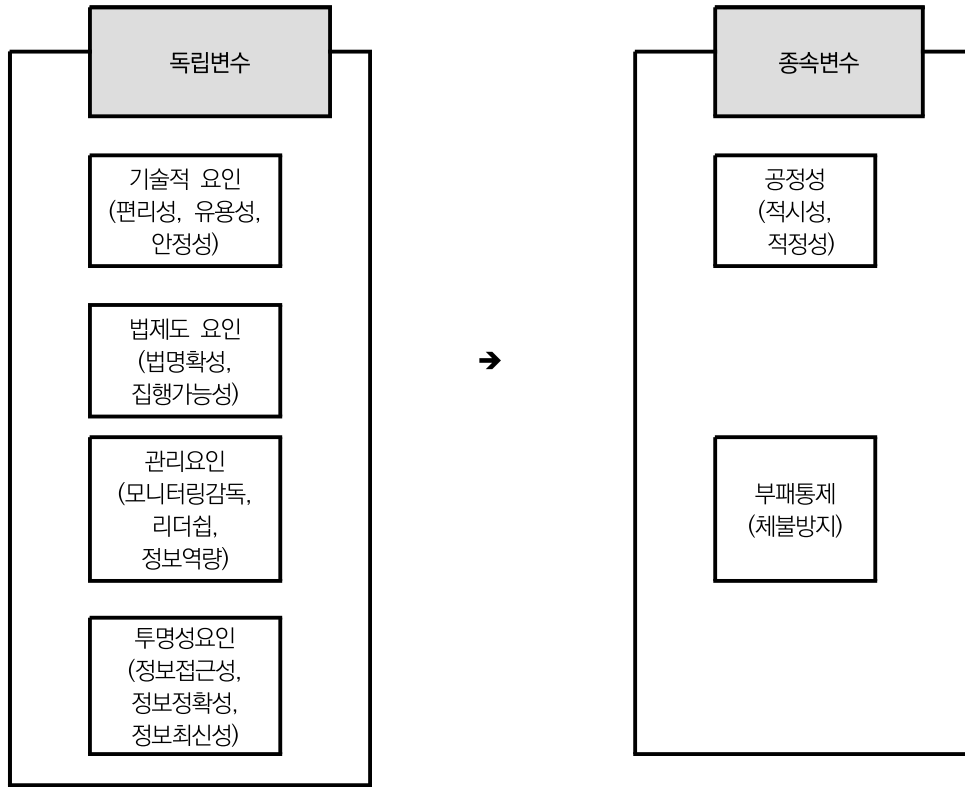 독립변수
기술적 요인
(편리성, 유용성,
안정성)
법제도 요인
(법명확성,
집행가능성)
관리요인
(모니터링감독,
리더쉽,
정보역량)
투명성요인
(정보접근성,
정보정확성,
정보최신성)
➔
종속변수
공정성
(적시성,
적정성)
부패통제
(체불방지)